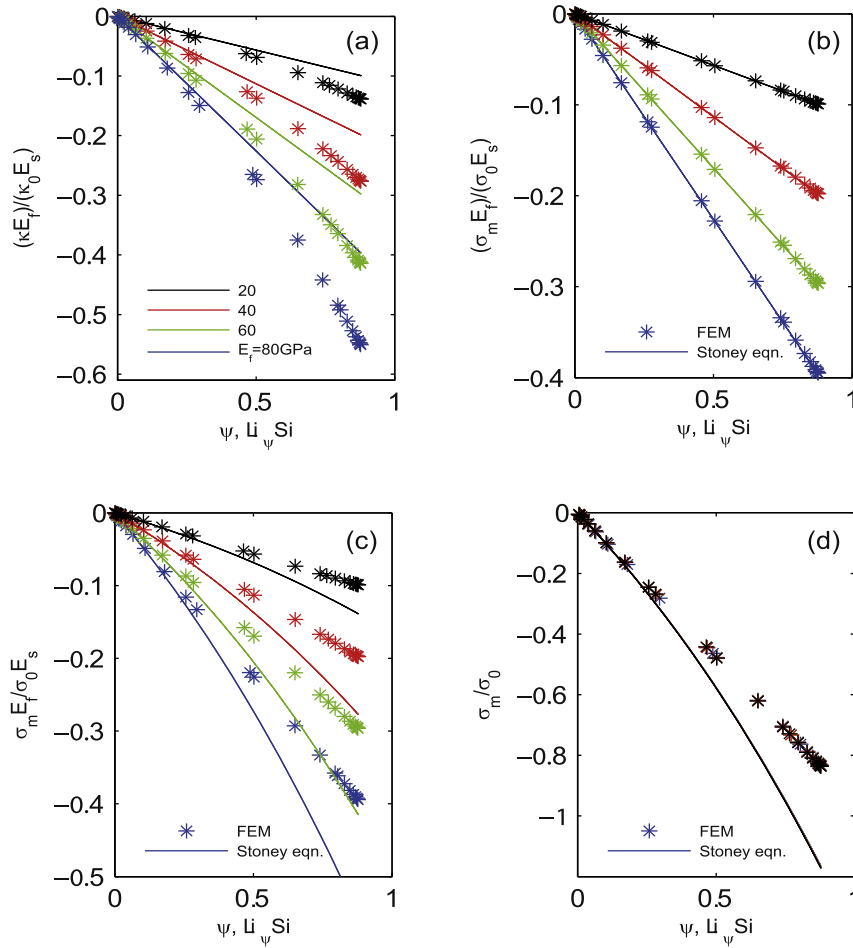 (a)
0
−0.1
−0.2
−0.3
−0.4
−0.5
−0.6
(κE_f)/(κ_0E_s)
20
40
60
E_f=80GPa
0 0.5 1
ψ, Li_ψSi
(b)
0
−0.1
−0.2
−0.3
−0.4
(σ_mE_f)/(σ_0E_s)
FEM
Stoney eqn.
0 0.5 1
ψ, Li_ψSi
(c)
0
−0.1
−0.2
−0.3
−0.4
−0.5
σ_mE_f/σ_0E_s
FEM
Stoney eqn.
0 0.5 1
ψ, Li_ψSi
(d)
0
−0.2
−0.4
−0.6
−0.8
−1
σ_m/σ_0
FEM
Stoney eqn.
0 0.5 1
ψ, Li_ψSi